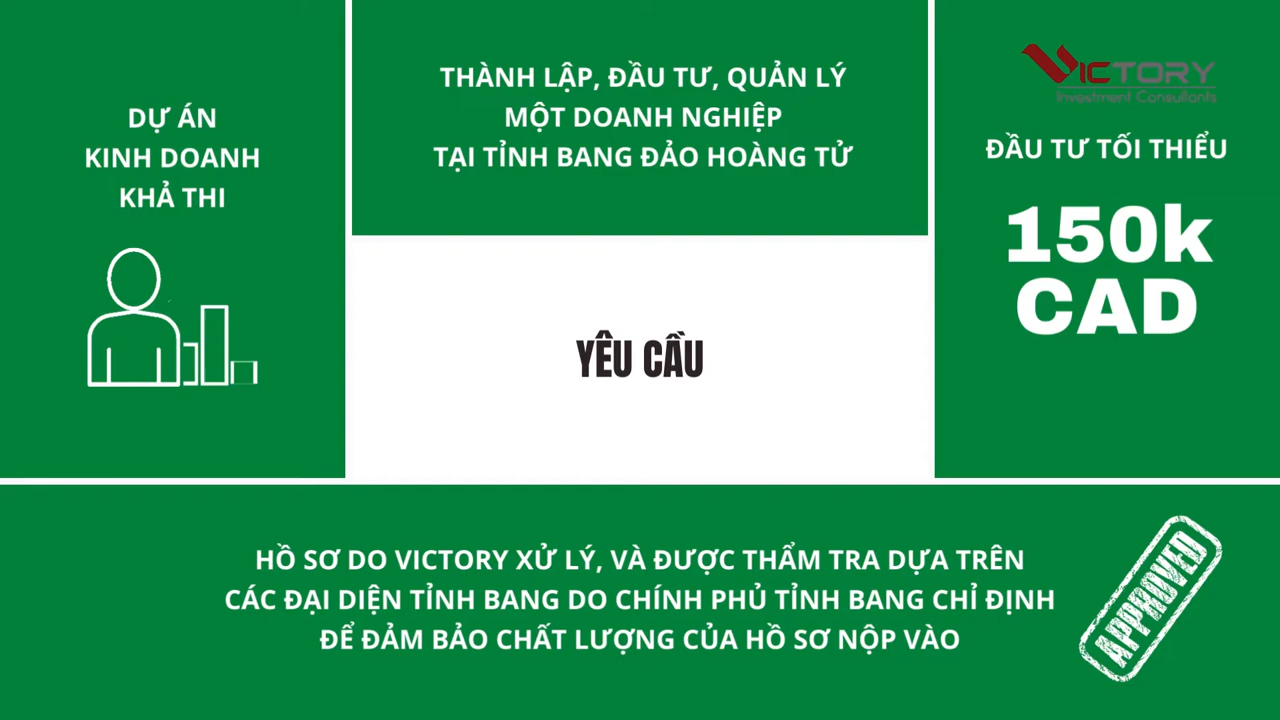 DỰ ÁN
KINH DOANH
KHẢ THI
THÀNH LẬP, ĐẦU TƯ, QUẢN LÝ
MỘT DOANH NGHIỆP
TẠI TỈNH BANG ĐẢO HOÀNG TỬ
VICTORY
Investment Consultants
ĐẦU TƯ TỐI THIỂU
150k
CAD
YÊU CẦU
HỒ SƠ DO VICTORY XỬ LÝ, VÀ ĐƯỢC THẨM TRA DỰA TRÊN
CÁC ĐẠI DIỆN TỈNH BANG DO CHÍNH PHỦ TỈNH BANG CHỈ ĐỊNH
ĐỂ ĐẢM BẢO CHẤT LƯỢNG CỦA HỒ SƠ NỘP VÀO
APPROVED